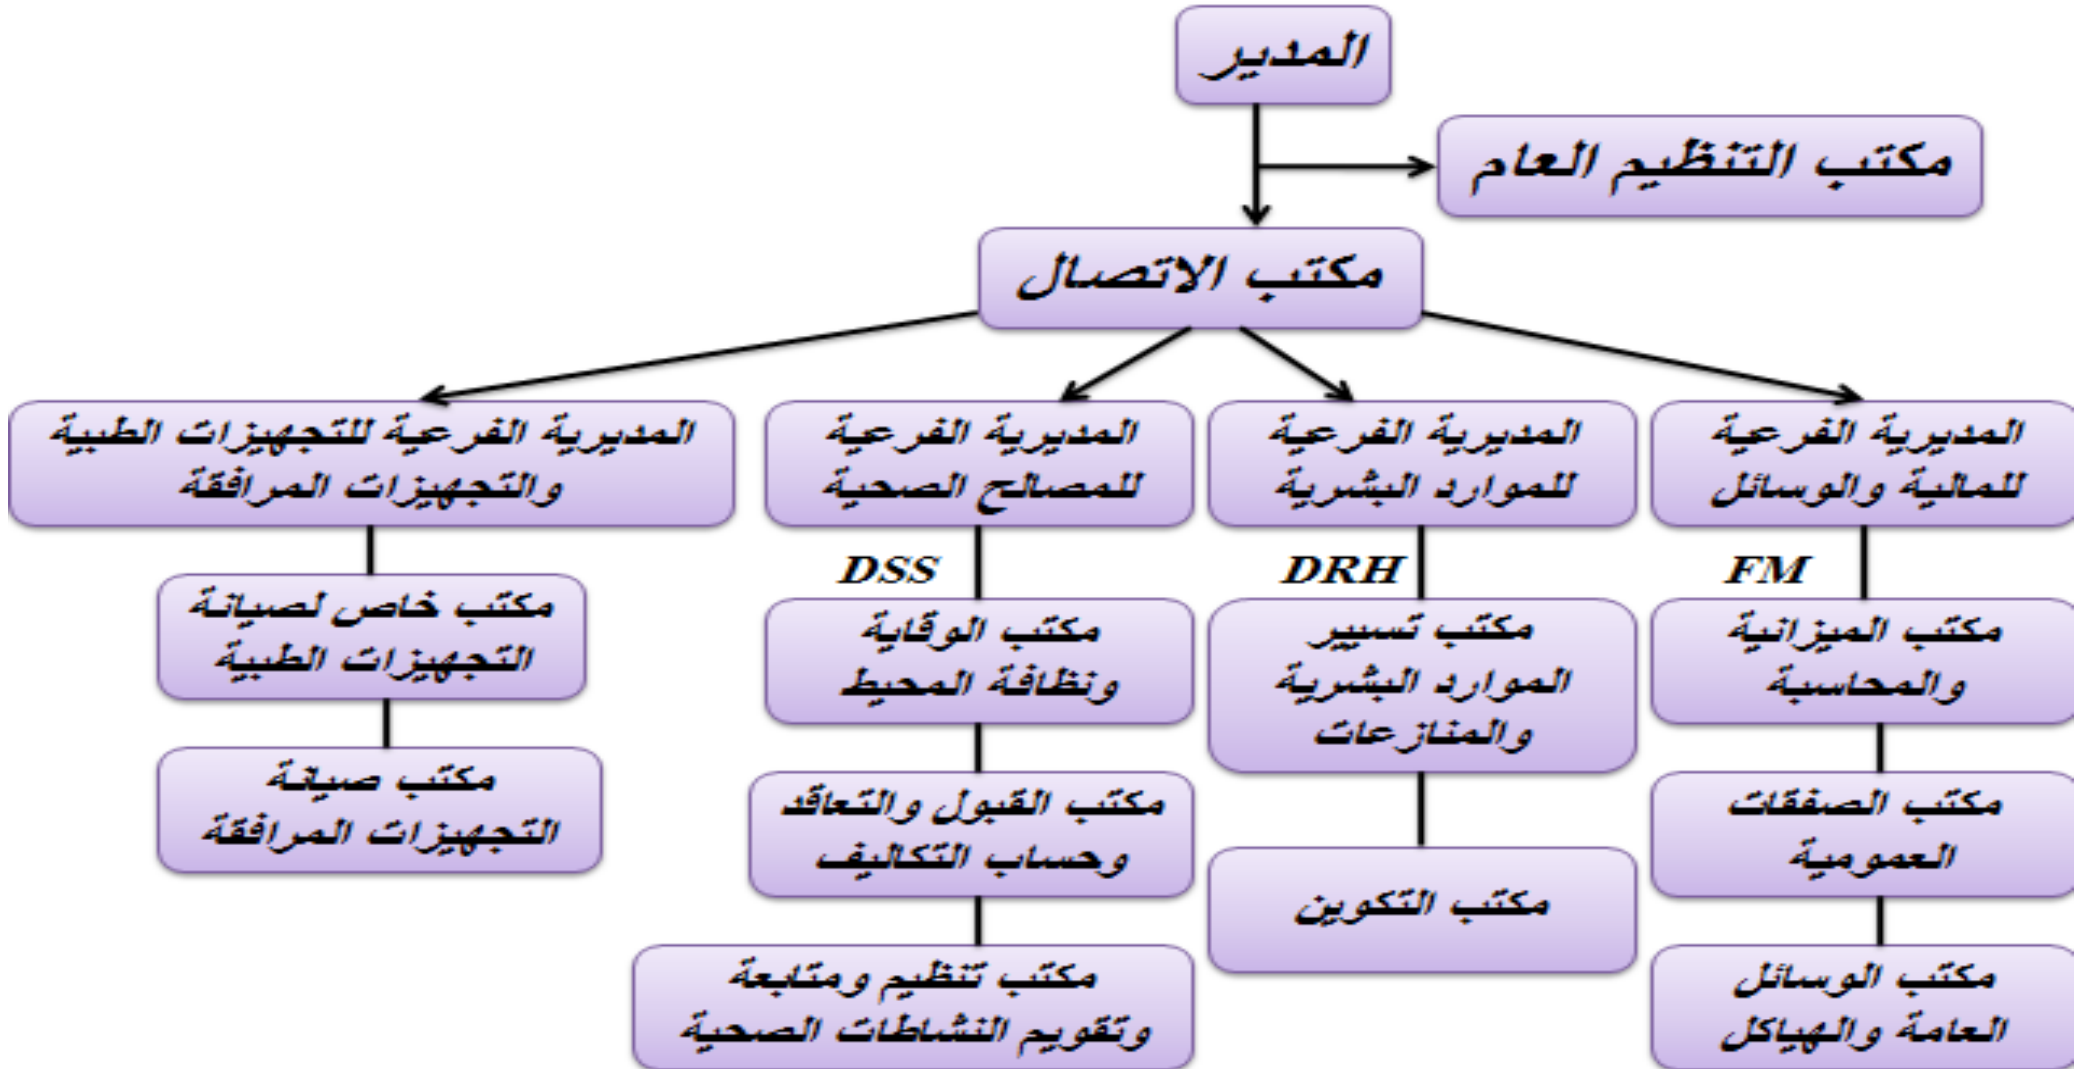 المدير
مكتب التنظيم العام
مكتب الاتصال
المديرية الفرعية
للمالية والوسائل
FM
مكتب الميزانية
والمحاسبة
مكتب الصفقات
العمومية
مكتب الوسائل
العامة والهياكل
المديرية الفرعية
للموارد البشرية
DRH
مكتب تسيير
الموارد البشرية
والمنازعات
مكتب التكوين
المديرية الفرعية
للمصالح الصحية
DSS
مكتب الوقاية
ونظافة المحيط
مكتب القبول والتعاقد
وحساب التكاليف
مكتب تنظيم ومتابعة
وتقويم النشاطات الصحية
المديرية الفرعية للتجهيزات الطبية
والتجهيزات المرافقة
مكتب خاص لصيانة
التجهيزات الطبية
مكتب صيانة
التجهيزات المرافقة